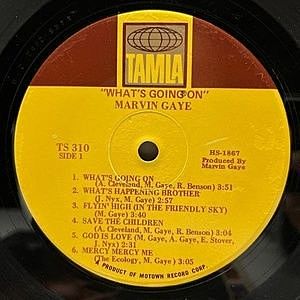 TAMLA
"WHAT'S GOING ON"
MARVIN GAYE
TS 310
SIDE 1
HS-1867
Produced By
Marvin Gaye
1. WHAT'S GOING ON
(A. Cleveland, M. Gaye, R. Benson) 3:51
2. WHAT'S HAPPENING BROTHER
(J. Nyx, M. Gaye) 2:57
3. FLYIN' HIGH (IN THE FRIENDLY SKY)
(M. Gaye) 3:40
4. SAVE THE CHILDREN
(A. Cleveland, M. Gaye, R. Benson) 3:04
5. GOD IS LOVE (M. Gaye, A. Gaye, E. Stover,
J. Nyx) 2:31
6. MERCY MERCY ME
(The Ecology, M. Gaye) 3:05
A PRODUCT OF MOTOWN RECORD CORP.